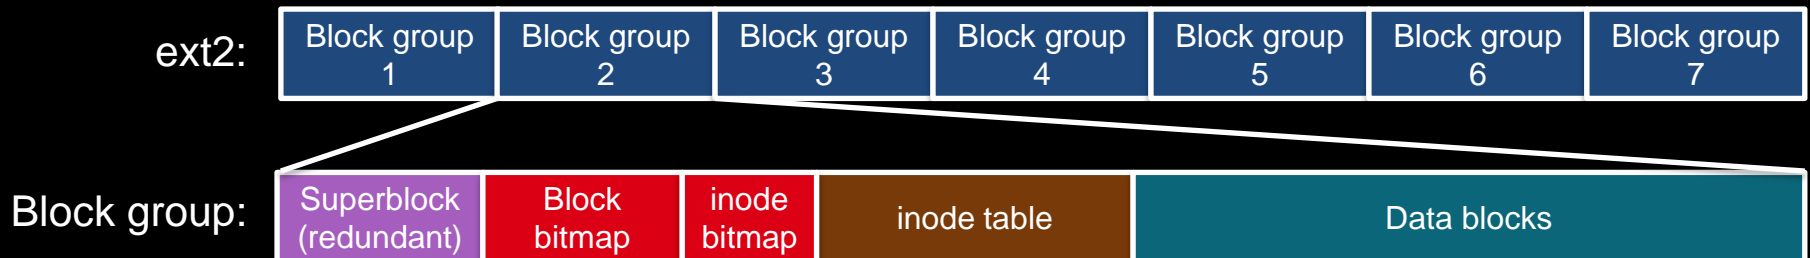 ext2:
Block group 1
Block group 2
Block group 3
Block group 4
Block group 5
Block group 6
Block group 7
Block group:
Superblock
(redundant)
Block
bitmap
inode
bitmap
inode table
Data blocks